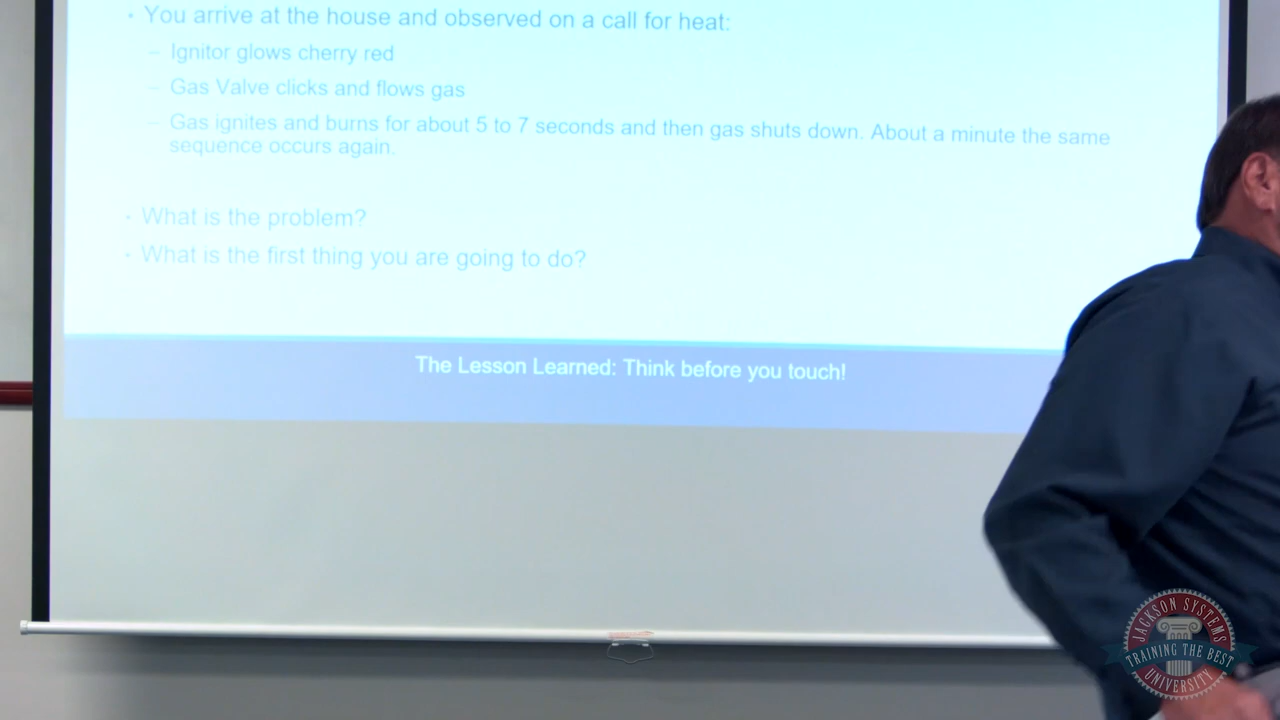 • You arrive at the house and observed on a call for heat:
– Ignitor glows cherry red
– Gas Valve clicks and flows gas
– Gas ignites and burns for about 5 to 7 seconds and then gas shuts down. About a minute the same
sequence occurs again.
• What is the problem?
• What is the first thing you are going to do?
The Lesson Learned: Think before you touch!
JACKSON SYSTEMS
TRAINING THE BEST
UNIVERSITY